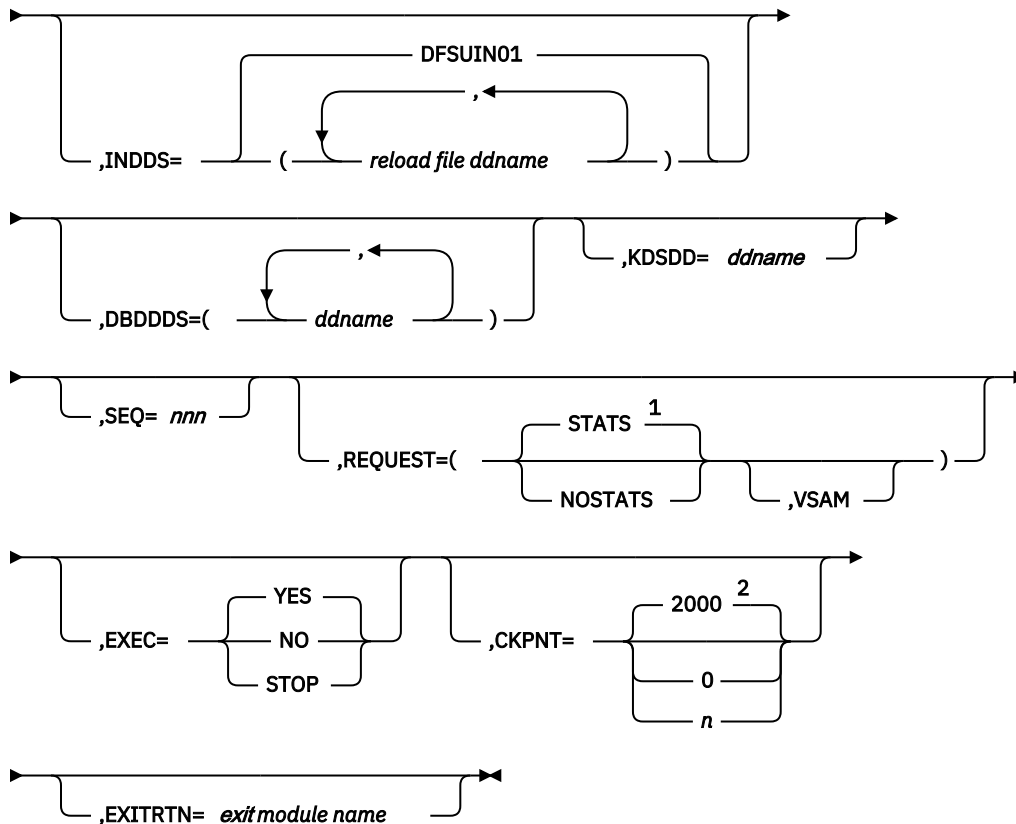 DFSUIN01
,
,INDDS= ( reload file ddname )
,
,KDSDD= ddname
,DBDDDS=( ddname )
,SEQ= nnn
STATS 1
,REQUEST=( )
NOSTATS ,VSAM
YES 2000 2
,EXEC= NO ,CKPNT=
STOP 0
n
,EXITRTN= exit module name